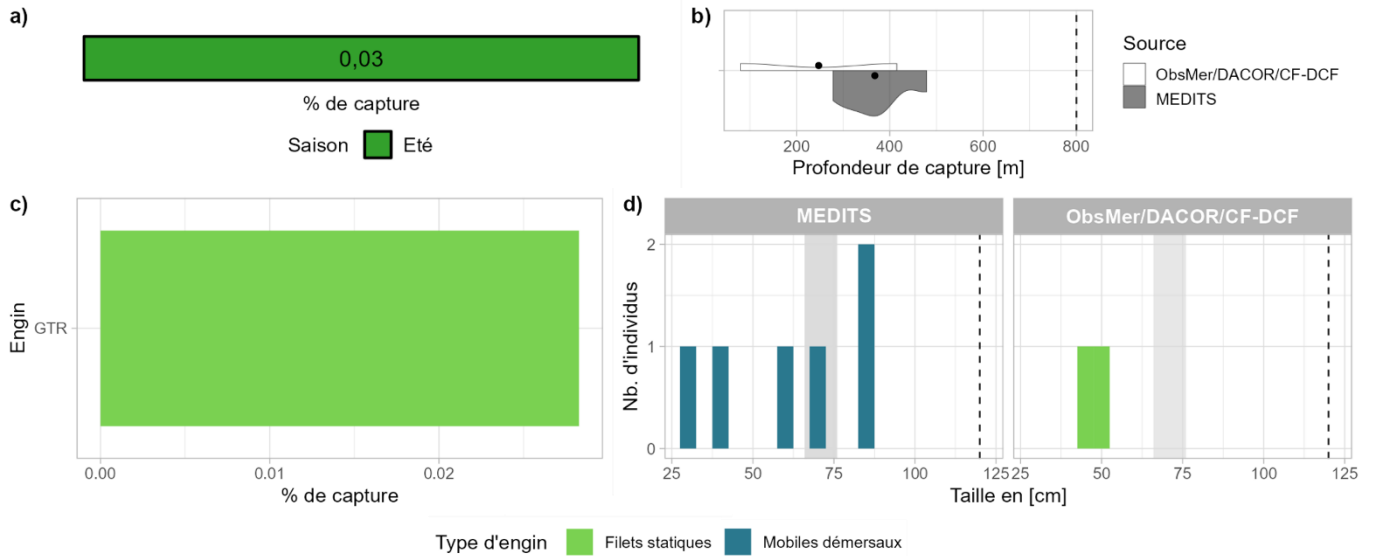 a)
0,03
% de capture
Saison Eté
b)
200 400 600 800
Profondeur de capture [m]
Source
ObsMer/DACOR/CF-DCF
MEDITS
c)
Engin
GTR
0.00 0.01 0.02
% de capture
d)
MEDITS ObsMer/DACOR/CF-DCF
Nb. d'individus
2
1
0
25 50 75 100 125 25 50 75 100 125
Taille en [cm]
Type d'engin Filets statiques Mobiles démersaux